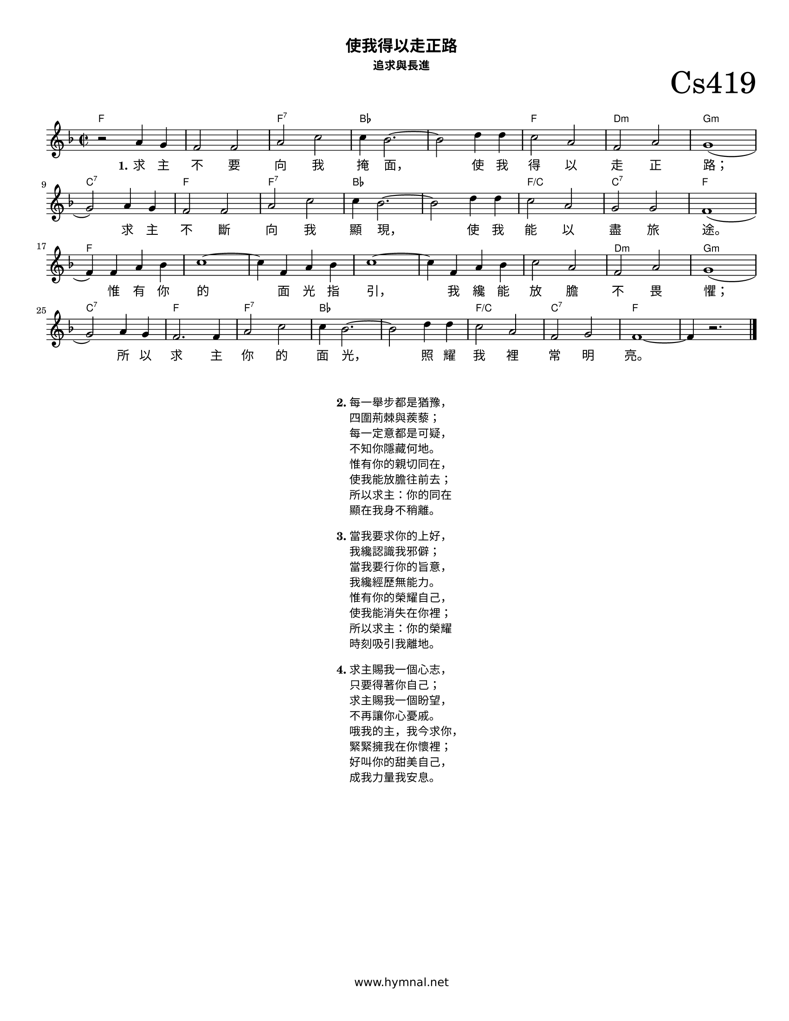 使我得以走正路
追求與長進
Cs419
F F7 B♭ F Dm Gm
1. 求 主 不 要 向 我 掩 面， 使 我 得 以 走 正 路；
9 C7 F F7 B♭ F/C C7 F
求 主 不 斷 向 我 顯 現， 使 我 能 以 盡 旅 途。
17 F Dm Gm
惟 有 你 的 面 光 指 引， 我 纔 能 放 膽 不 畏 懼；
25 C7 F F7 B♭ F/C C7 F
所 以 求 主 你 的 面 光， 照 耀 我 裡 常 明 亮。
2. 每一舉步都是猶豫，
四圍荊棘與蒺藜；
每一定意都是可疑，
不知你隱藏何地。
惟有你的親切同在，
使我能放膽往前去；
所以求主：你的同在
顯在我身不稍離。
3. 當我要求你的上好，
我纔認識我邪僻；
當我要行你的旨意，
我纔經歷無能力。
惟有你的榮耀自己，
使我能消失在你裡；
所以求主：你的榮耀
時刻吸引我離地。
4. 求主賜我一個心志，
只要得著你自己；
求主賜我一個盼望，
不再讓你心憂戚。
哦我的主，我今求你，
緊緊擁我在你懷裡；
好叫你的甜美自己，
成我力量我安息。
www.hymnal.net